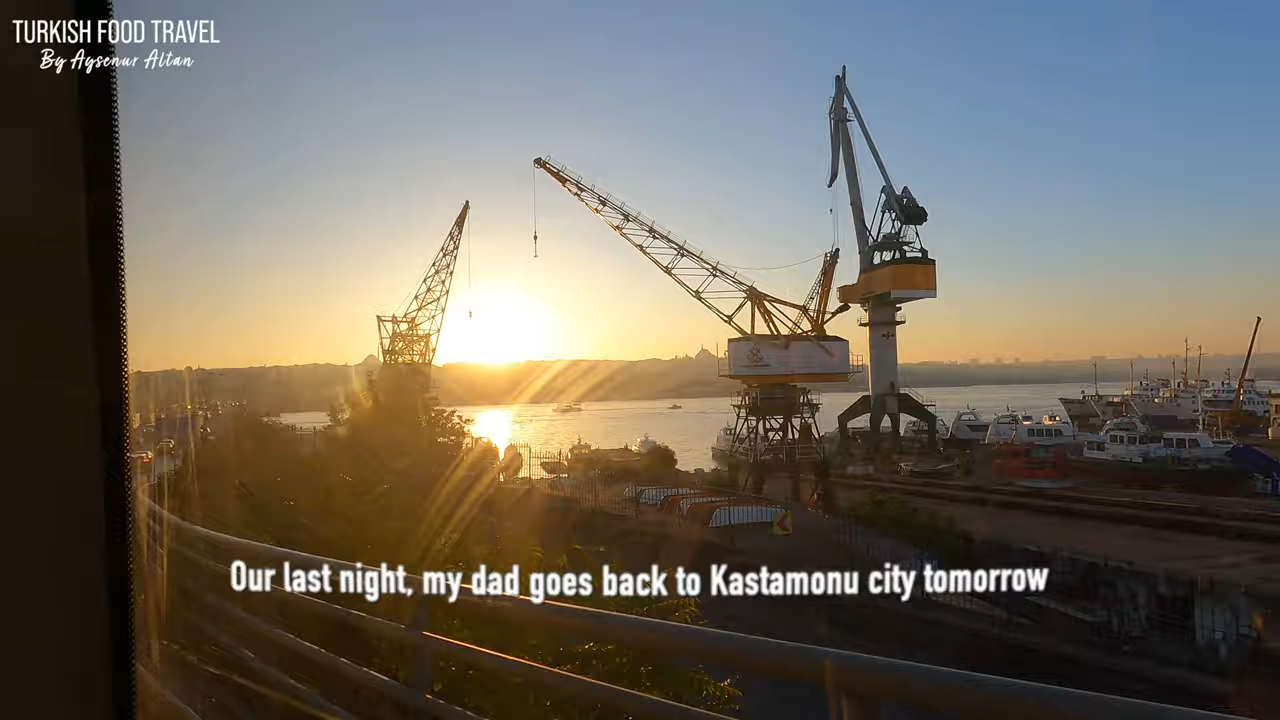 TURKISH FOOD TRAVEL
By Aysenur Altan
Our last night, my dad goes back to Kastamonu city tomorrow